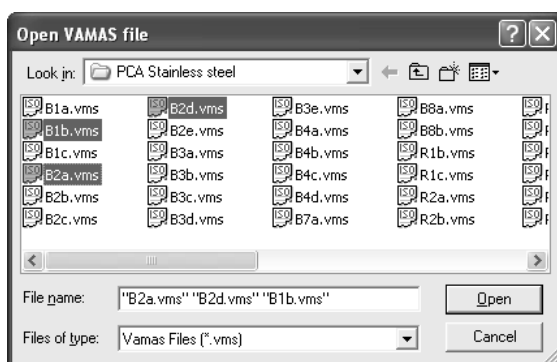 Open VAMAS file
Look in: PCA Stainless steel
B1a.vms B2d.vms B3e.vms B8a.vms
B1b.vms B2e.vms B4a.vms B8b.vms
B1c.vms B3a.vms B4b.vms R1b.vms
B2a.vms B3b.vms B4c.vms R1c.vms
B2b.vms B3c.vms B4d.vms R2a.vms
B2c.vms B3d.vms B7a.vms R2b.vms
File name: "B2a.vms" "B2d.vms" "B1b.vms" Open
Files of type: Vamas Files (*.vms) Cancel